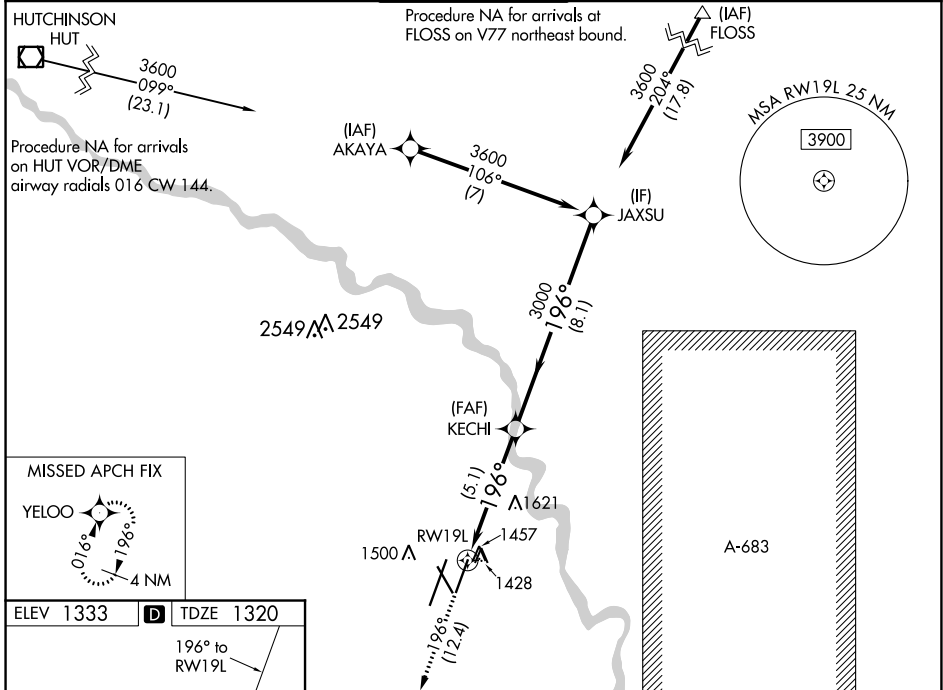 HUTCHINSON
HUT
3600
099°
(23.1)
Procedure NA for arrivals at
FLOSS on V77 northeast bound.
(IAF)
FLOSS
3600
204°
(17.8)
MSA RW19L 25 NM
3900
Procedure NA for arrivals
on HUT VOR/DME
airway radials 016 CW 144.
(IAF)
AKAYA
3600
106°
(7)
(IF)
JAXSU
3000
196°
(8.1)
2549
2549
(FAF)
KECHI
(5.1)
196°
1621
RW19L
1457
1500
1428
A-683
MISSED APCH FIX
YELOO
016°
196°
4 NM
196°
(12.4)
ELEV 1333
D
TDZE 1320
196° to
RW19L